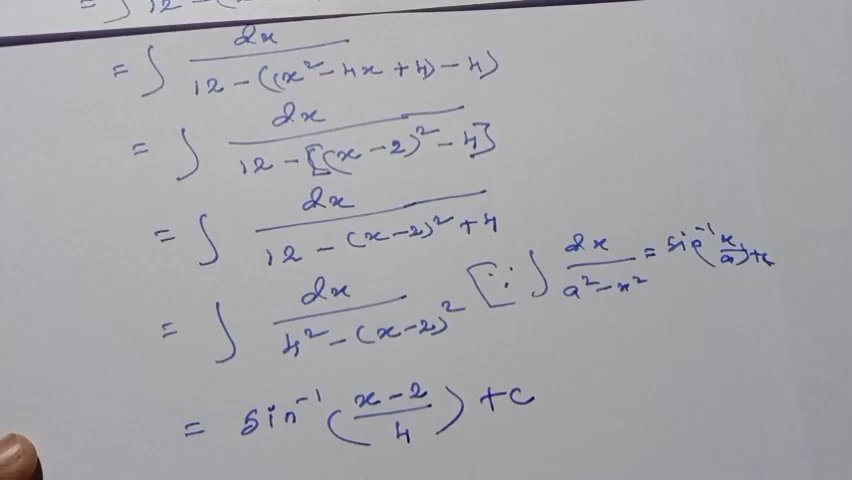 = ∫ dx / (12 - ((x² - 4x + 4) - 4))
= ∫ dx / (12 - [(x - 2)² - 4])
= ∫ dx / (12 - (x - 2)² + 4)
= ∫ dx / (4² - (x - 2)²) [∵ ∫ dx / (a² - x²) = sin⁻¹(x/a) + c
= sin⁻¹((x - 2)/4) + c